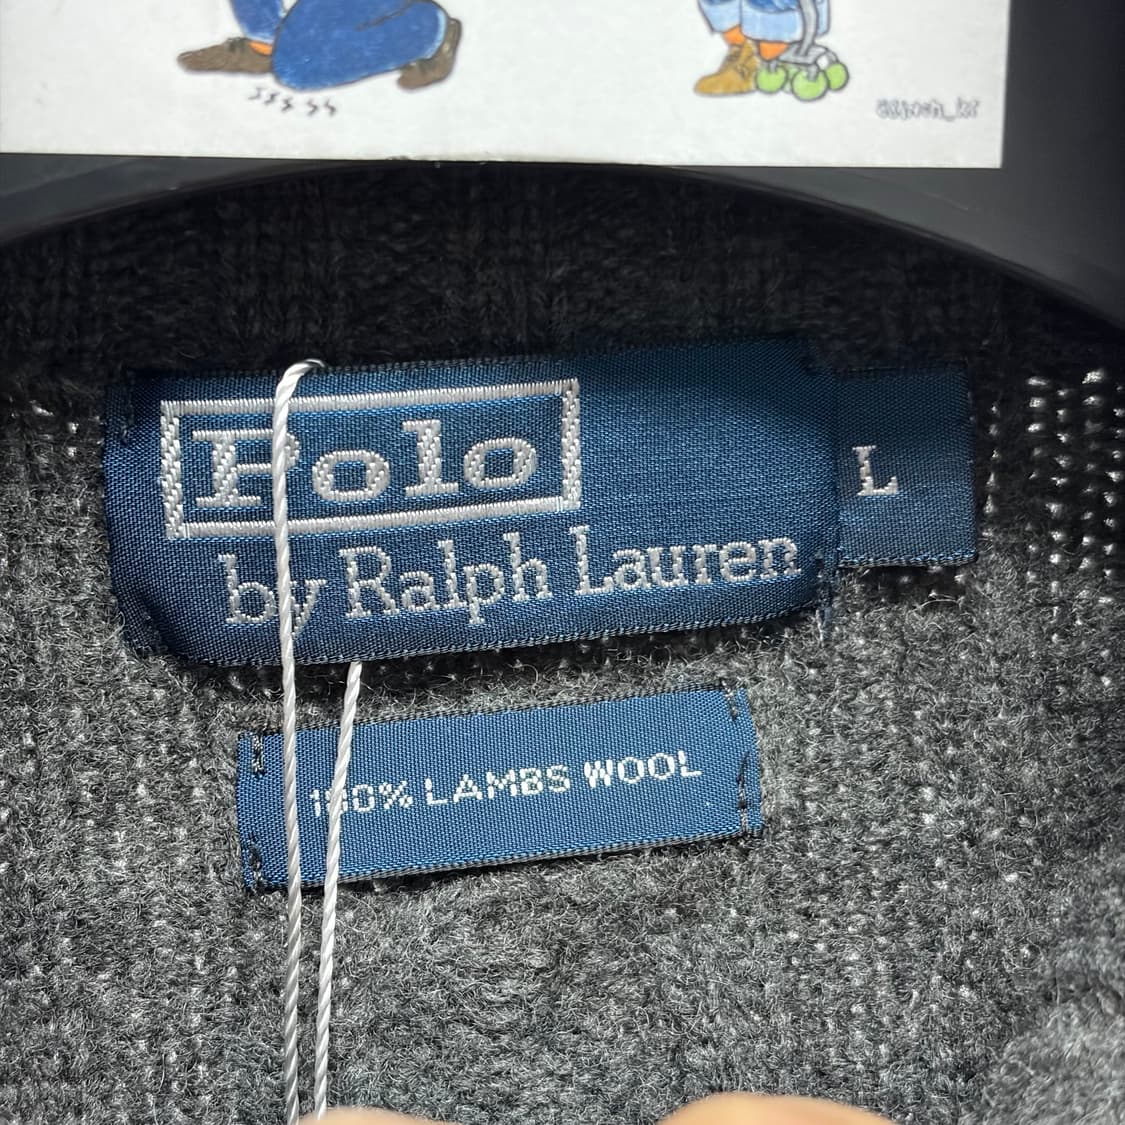 Polo
by Ralph Lauren
L
100% LAMBS WOOL